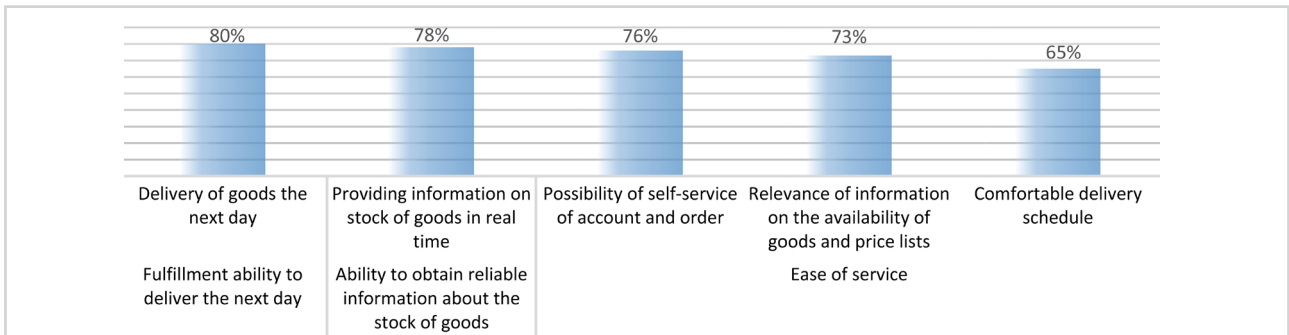 80%
78%
76%
73%
65%
Delivery of goods the
next day
Providing information on
stock of goods in real
time
Possibility of self-service
of account and order
Relevance of information
on the availability of
goods and price lists
Comfortable delivery
schedule
Fulfillment ability to
deliver the next day
Ability to obtain reliable
information about the
stock of goods
Ease of service